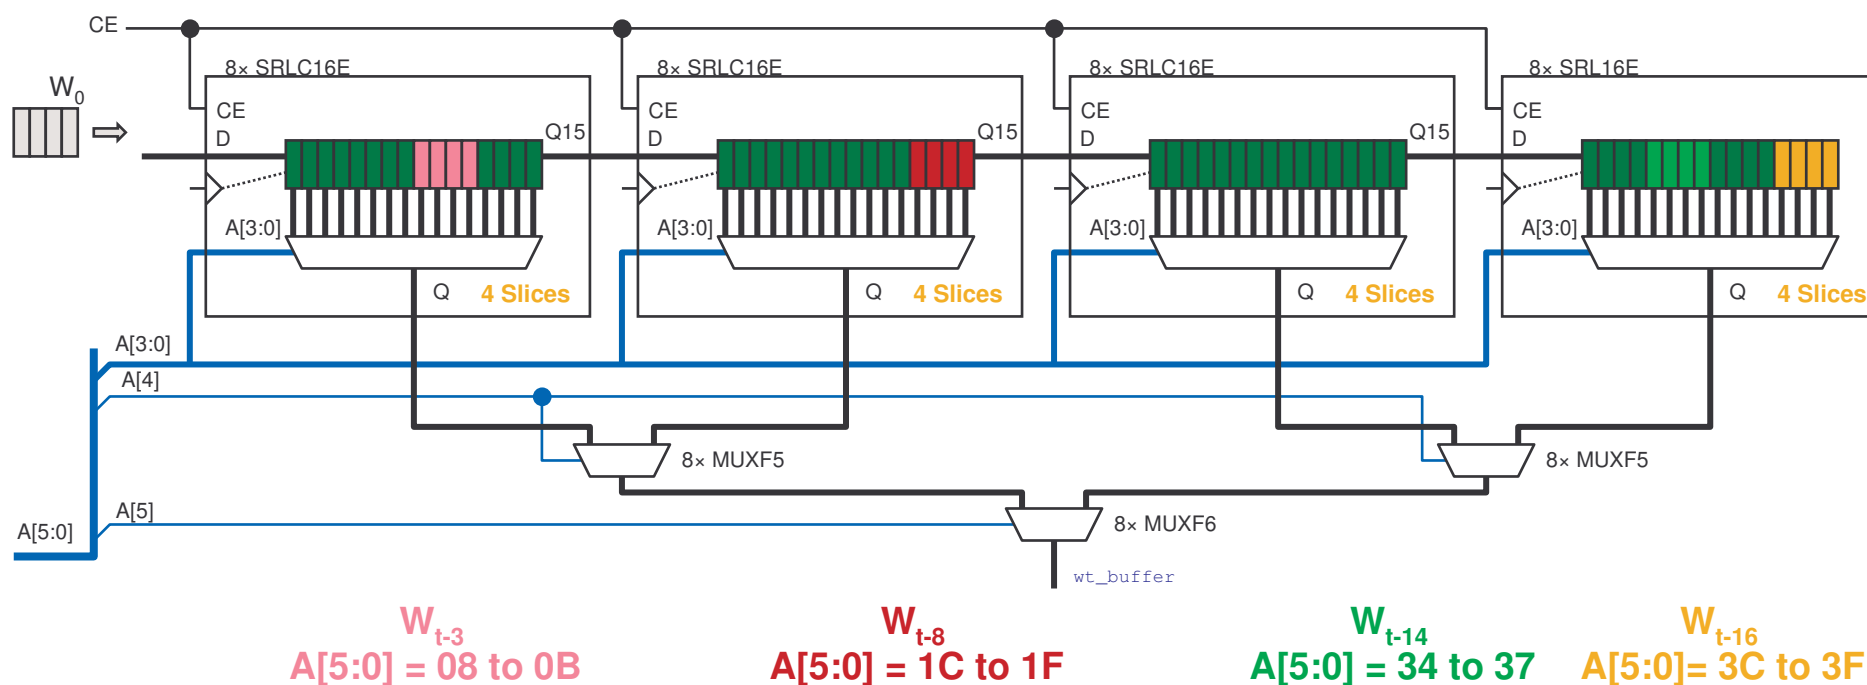 CE
8× SRLC16E
8× SRLC16E
8× SRLC16E
8× SRL16E
W0
CE
CE
CE
CE
D
Q15
D
Q15
D
Q15
D
A[3:0]
A[3:0]
A[3:0]
A[3:0]
Q
4 Slices
Q
4 Slices
Q
4 Slices
Q
4 Slices
A[3:0]
A[4]
8× MUXF5
8× MUXF5
A[5]
A[5:0]
8× MUXF6
wt_buffer
Wt-3
Wt-8
Wt-14
Wt-16
A[5:0] = 08 to 0B
A[5:0] = 1C to 1F
A[5:0] = 34 to 37
A[5:0]= 3C to 3F